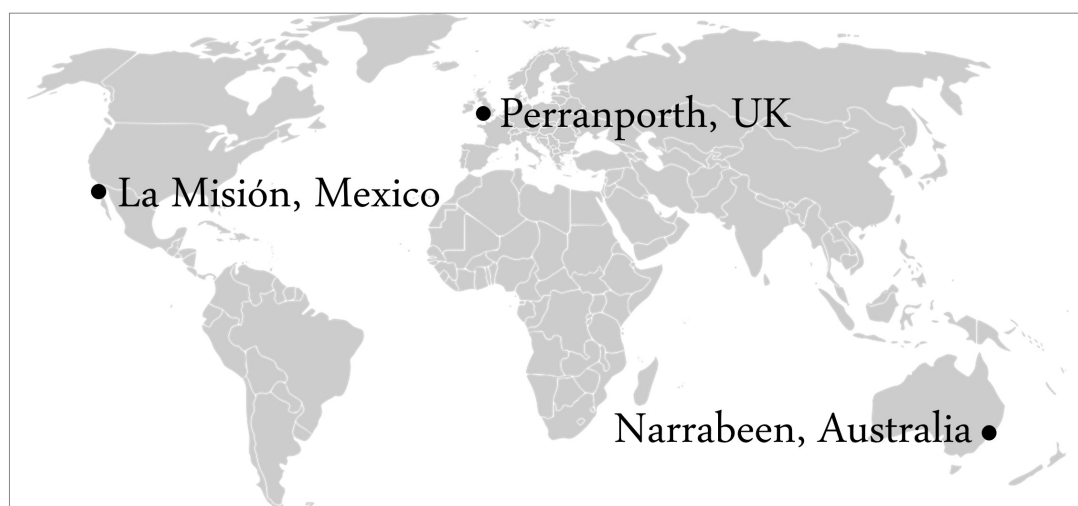 Perranporth, UK
La Misión, Mexico
Narrabeen, Australia